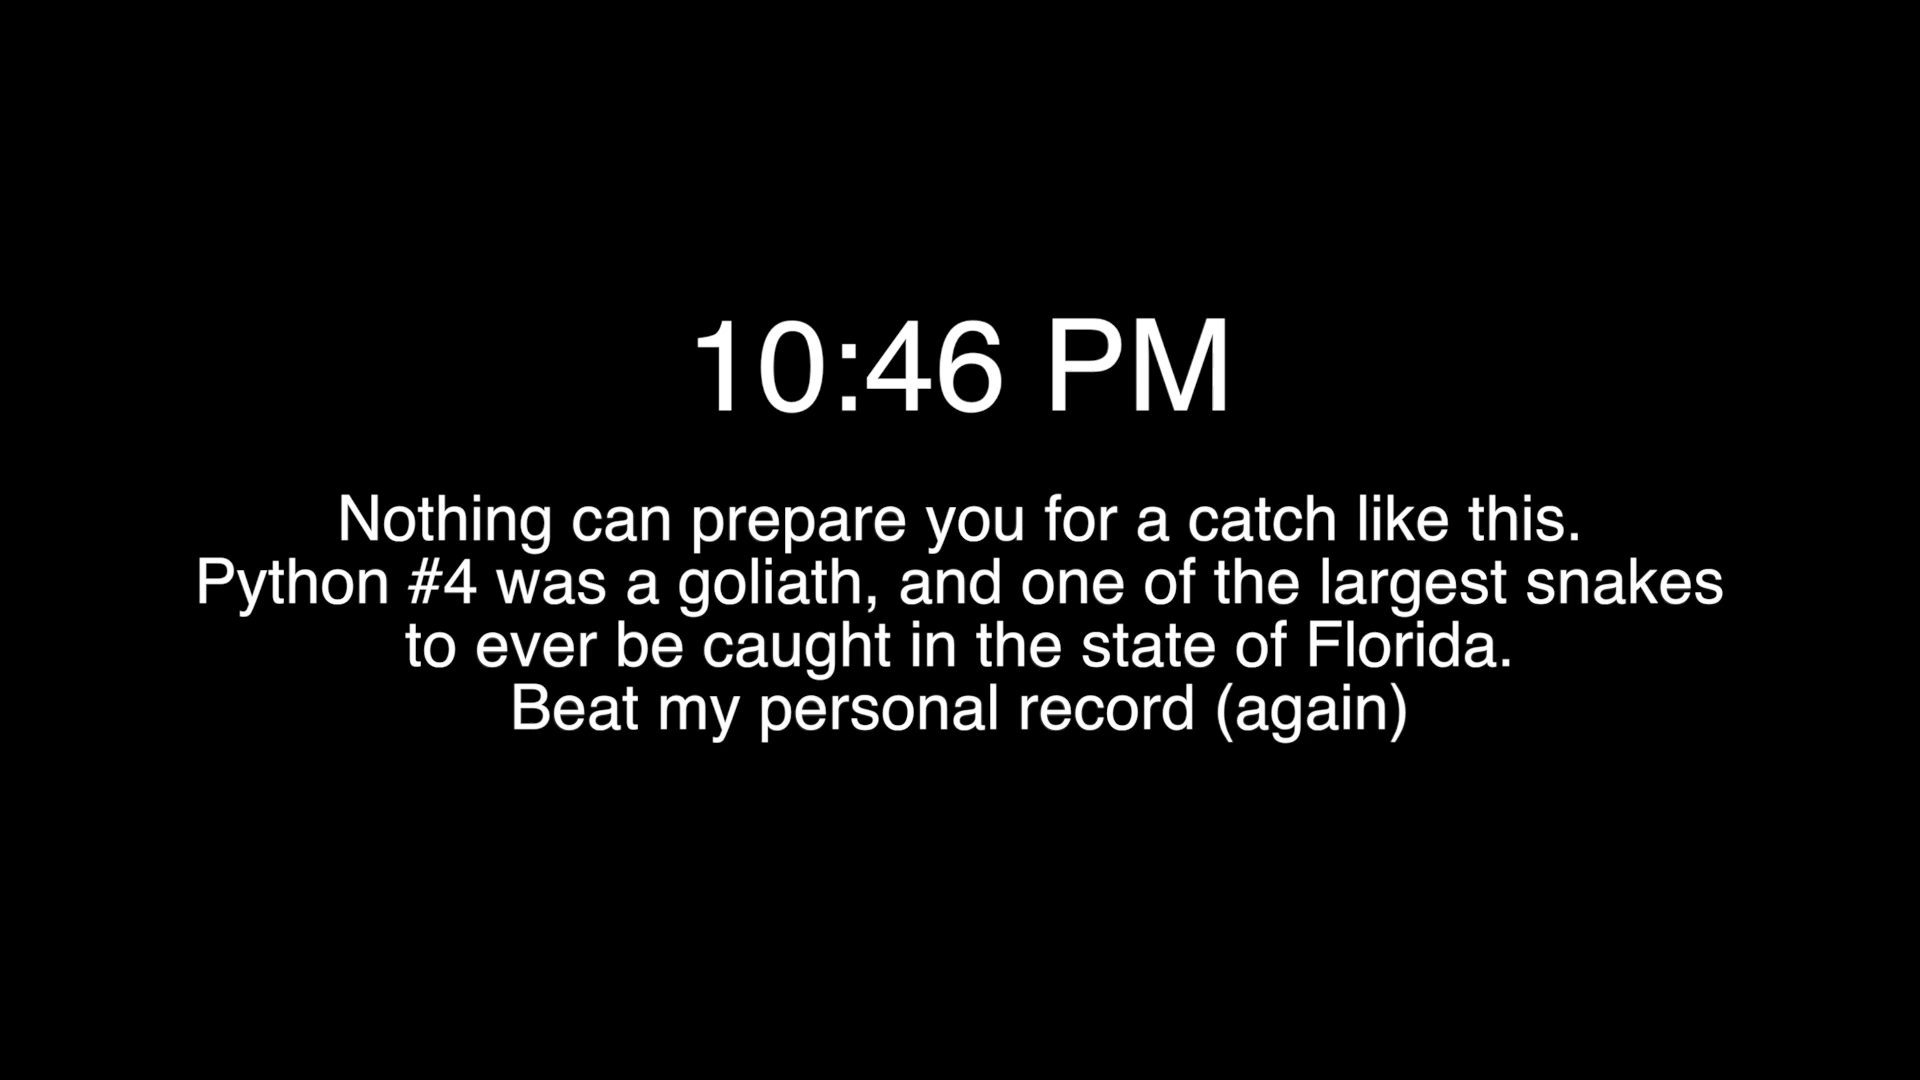 10:46 PM
Nothing can prepare you for a catch like this.
Python #4 was a goliath, and one of the largest snakes
to ever be caught in the state of Florida.
Beat my personal record (again)